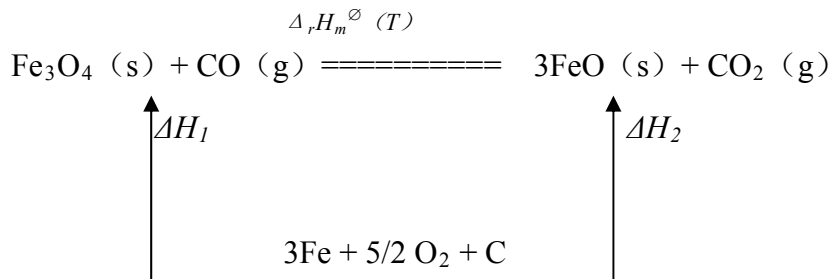 Δ_rH_m^∅（T）
Fe₃O₄（s）+ CO（g）========== 3FeO（s）+ CO₂（g）
ΔH₁ ΔH₂
3Fe + 5/2 O₂ + C